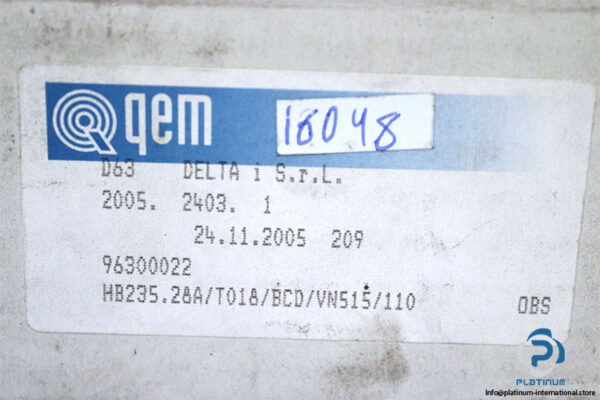 qem
18048
D63 DELTA i S.r.L.
2005. 2403. 1
24.11.2005 209
96300022
HB235.28A/T018/BCD/VN515/110 OBS
PLATINUM
Info@platinum-international.store